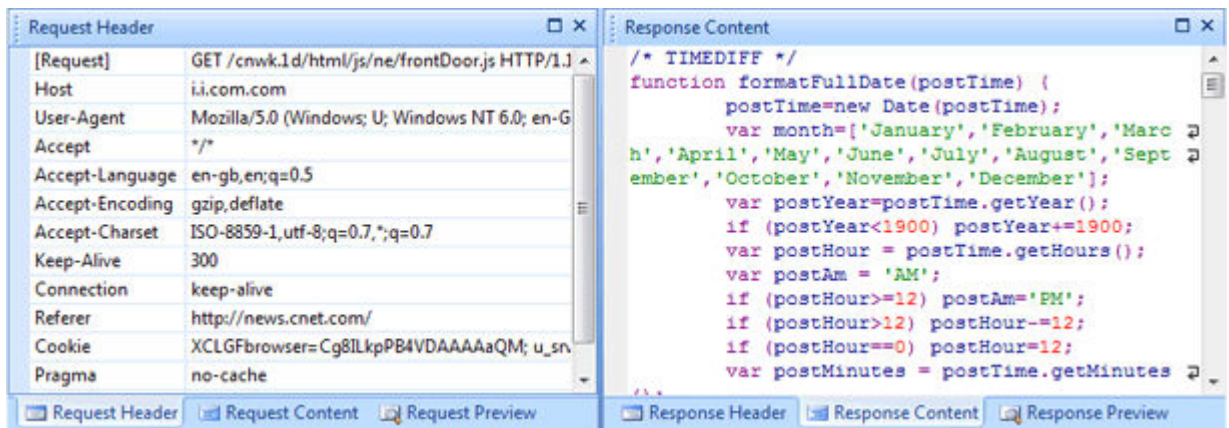 Request Header
[Request] GET /cnwk.1d/html/js/ne/frontDoor.js HTTP/1.1
Host i.i.com.com
User-Agent Mozilla/5.0 (Windows; U; Windows NT 6.0; en-G
Accept */*
Accept-Language en-gb,en;q=0.5
Accept-Encoding gzip,deflate
Accept-Charset ISO-8859-1,utf-8;q=0.7,*;q=0.7
Keep-Alive 300
Connection keep-alive
Referer http://news.cnet.com/
Cookie XCLGFbrowser=Cg8ILkpPB4VDAAAAaQM; u_sn
Pragma no-cache
Request Header Request Content Request Preview
Response Content
/* TIMEDIFF */
function formatFullDate(postTime) {
postTime=new Date(postTime);
var month=['January','February','Marc
h','April','May','June','July','August','Sept
ember','October','November','December'];
var postYear=postTime.getYear();
if (postYear<1900) postYear+=1900;
var postHour = postTime.getHours();
var postAm = 'AM';
if (postHour>=12) postAm='PM';
if (postHour>12) postHour-=12;
if (postHour==0) postHour=12;
var postMinutes = postTime.getMinutes
Response Header Response Content Response Preview